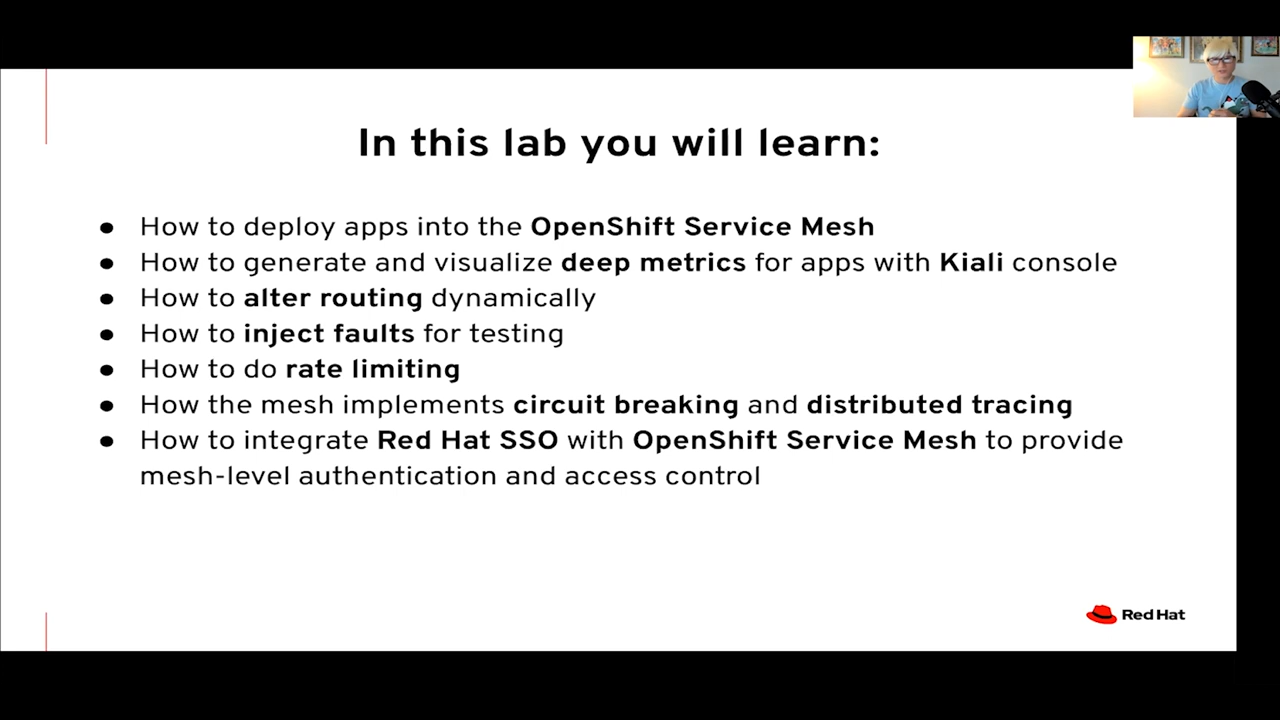 In this lab you will learn:
● How to deploy apps into the OpenShift Service Mesh
● How to generate and visualize deep metrics for apps with Kiali console
● How to alter routing dynamically
● How to inject faults for testing
● How to do rate limiting
● How the mesh implements circuit breaking and distributed tracing
● How to integrate Red Hat SSO with OpenShift Service Mesh to provide
mesh-level authentication and access control
Red Hat